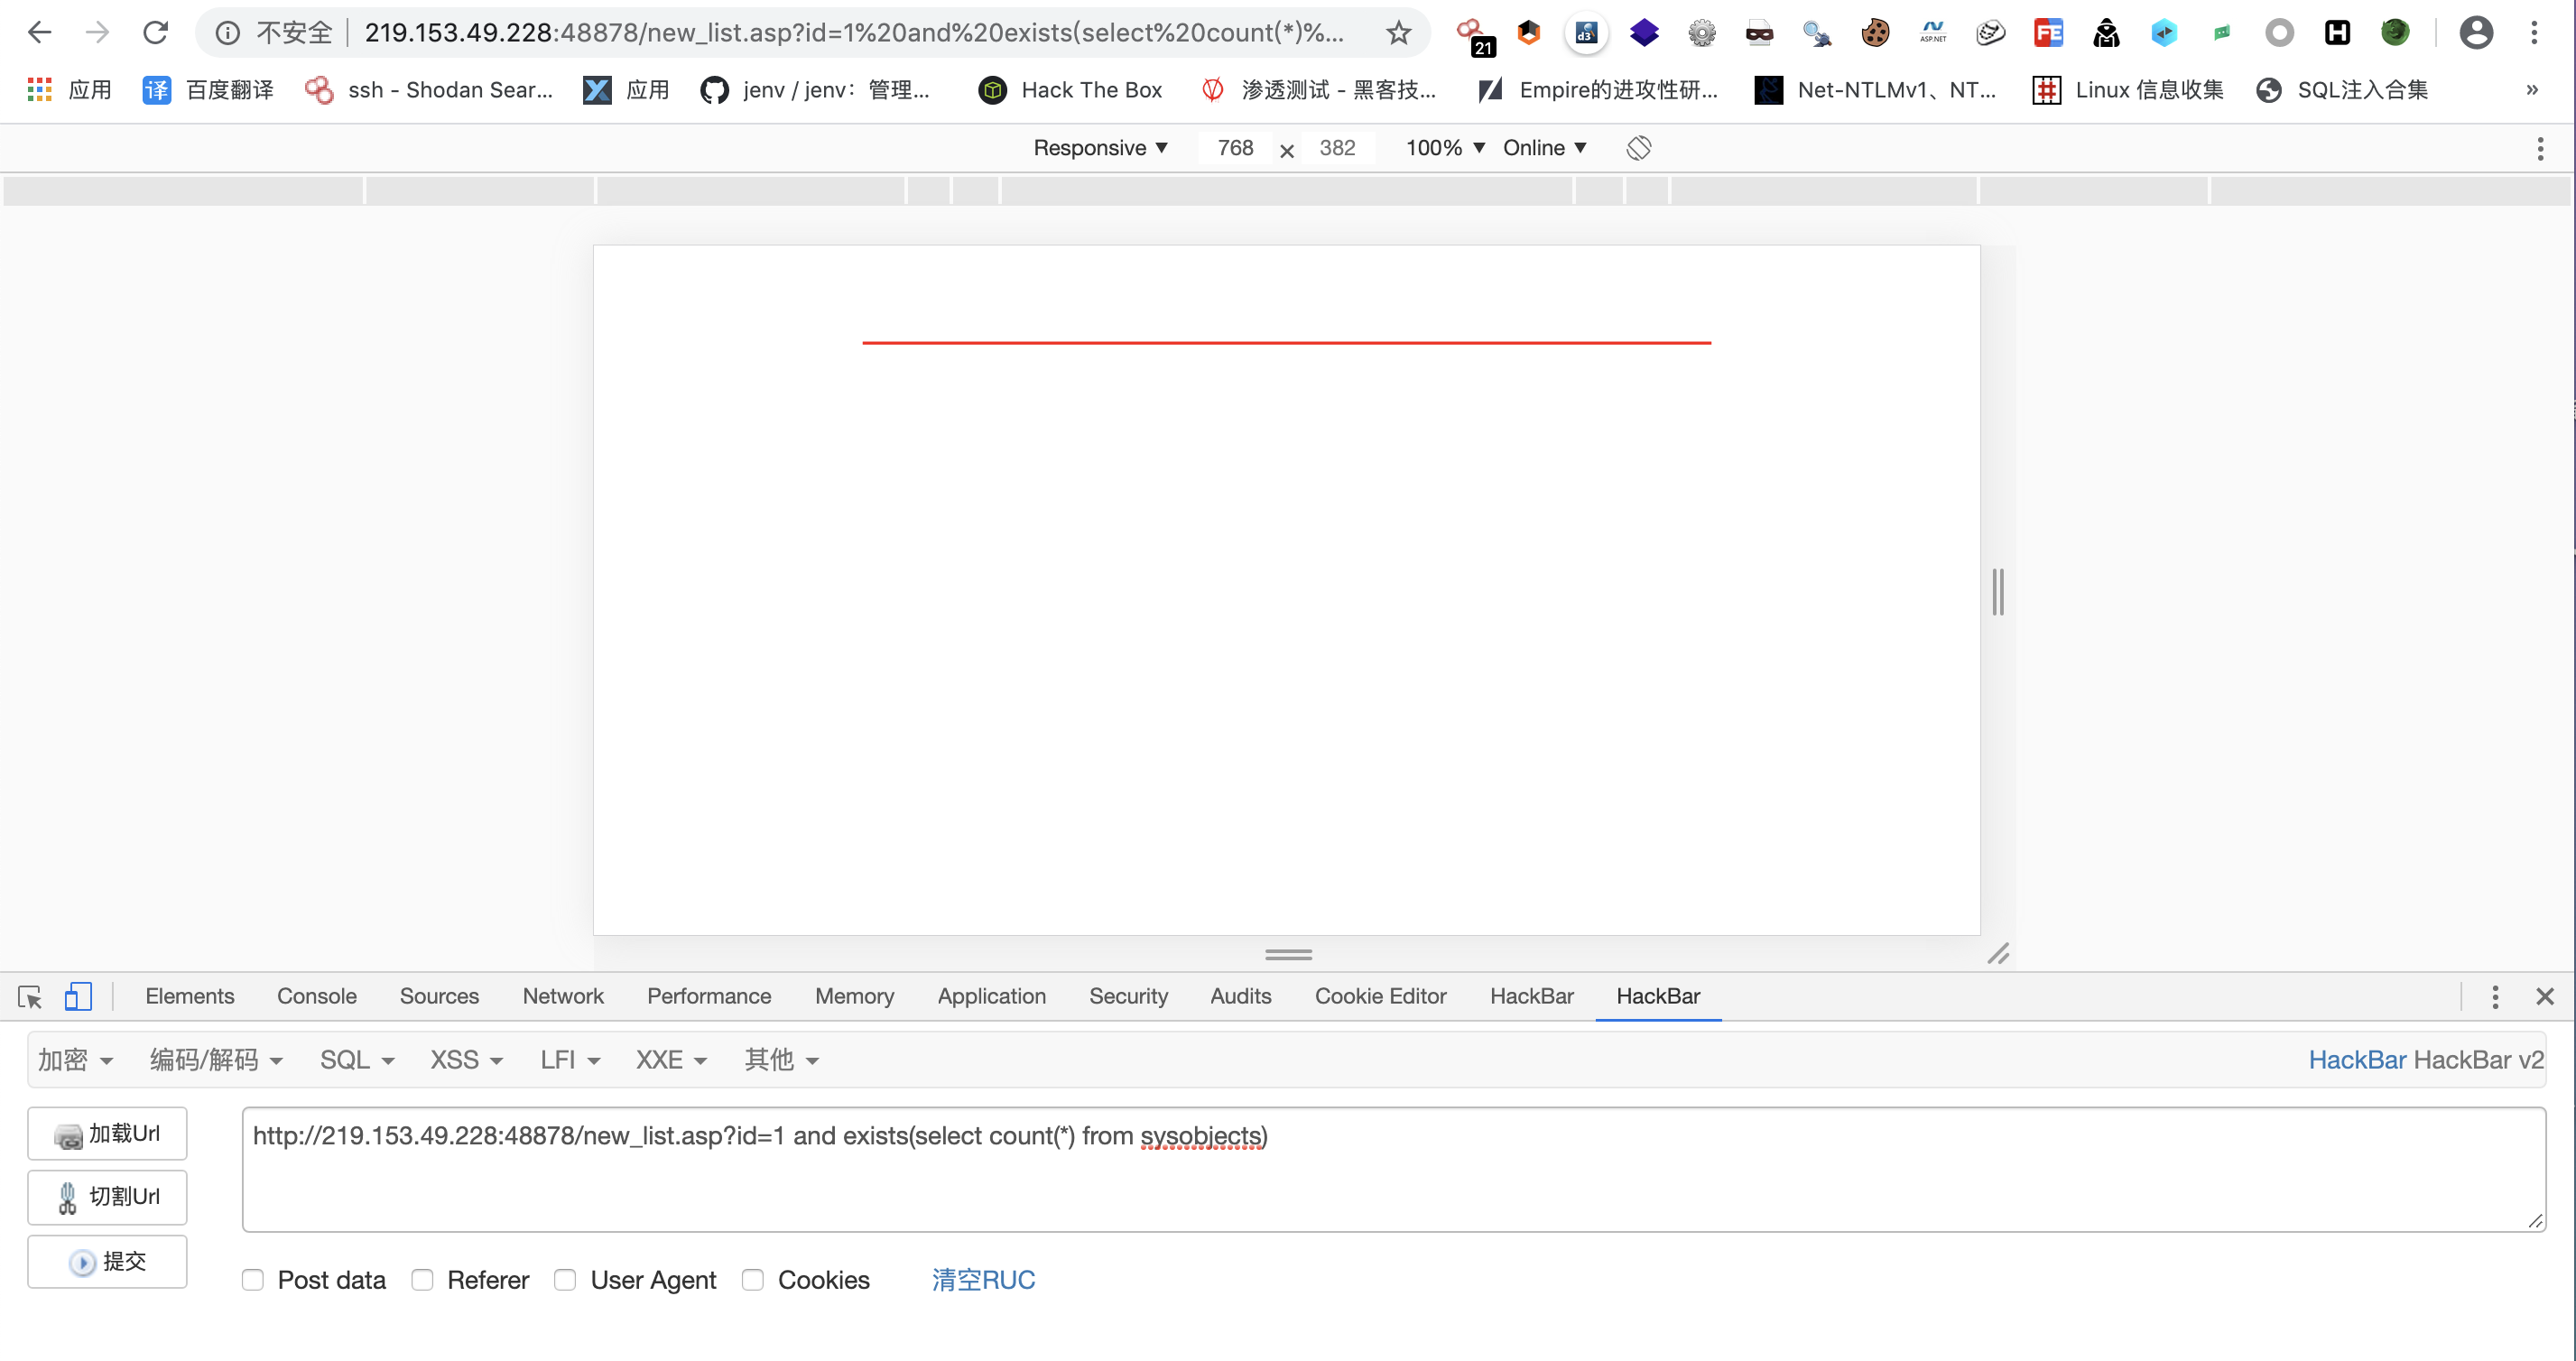 不安全 219.153.49.228:48878/new_list.asp?id=1%20and%20exists(select%20count(*)%... 21 d3 ASP.NET FE H
应用 译 百度翻译 ssh - Shodan Sear... 应用 jenv / jenv：管理... Hack The Box 渗透测试 - 黑客技... Empire的进攻性研... Net-NTLMv1、NT... Linux 信息收集 SQL注入合集 »
Responsive ▼ 768 × 382 100% ▼ Online ▼
Elements Console Sources Network Performance Memory Application Security Audits Cookie Editor HackBar HackBar
加密 编码/解码 SQL XSS LFI XXE 其他 HackBar HackBar v2
加载Url
http://219.153.49.228:48878/new_list.asp?id=1 and exists(select count(*) from sysobjects)
切割Url
提交
Post data Referer User Agent Cookies 清空RUC